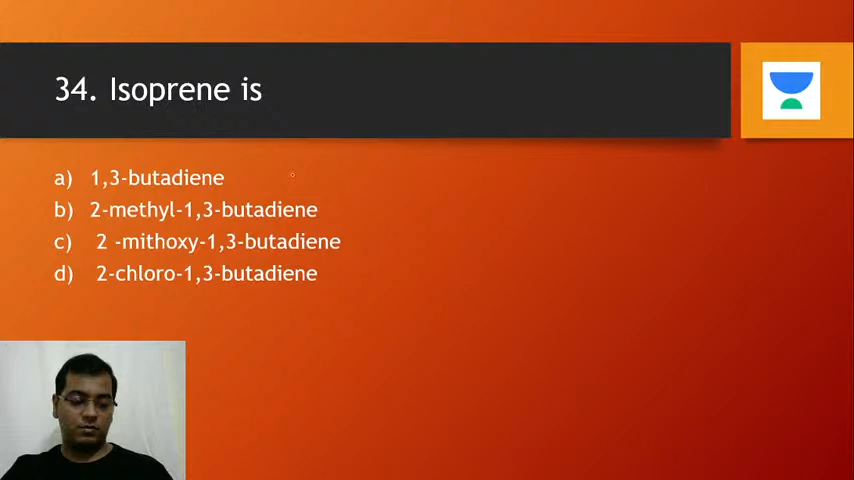 34. Isoprene is
a) 1,3-butadiene
b) 2-methyl-1,3-butadiene
c) 2 -mithoxy-1,3-butadiene
d) 2-chloro-1,3-butadiene